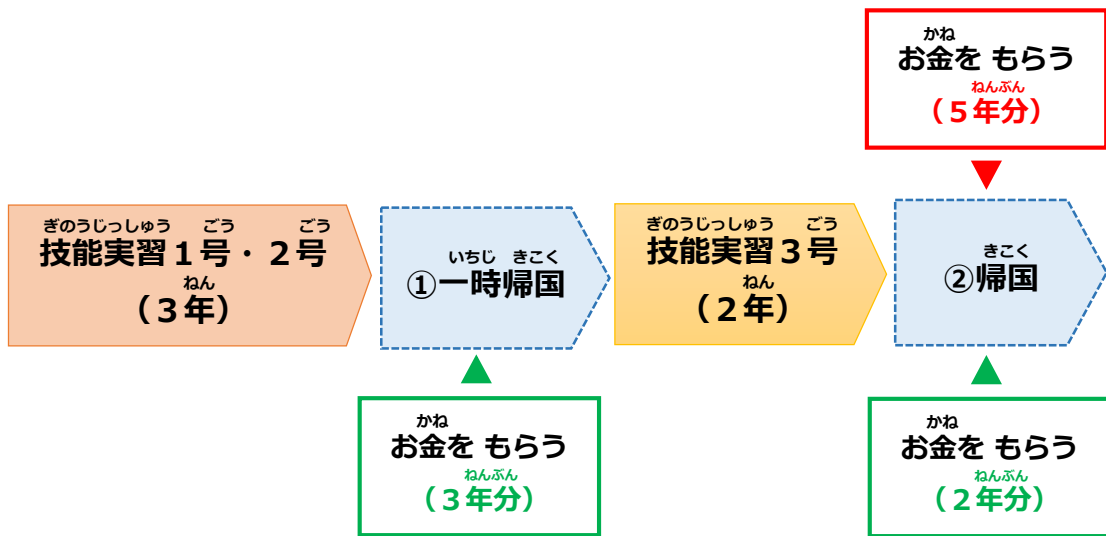 かね
お金を もらう
ねんぶん
（５年分）
ぎのうじっしゅう ごう ごう
技能実習１号・２号
ねん
（３年）
いちじ きこく
①一時帰国
ぎのうじっしゅう ごう
技能実習３号
ねん
（２年）
きこく
②帰国
かね
お金を もらう
ねんぶん
（３年分）
かね
お金を もらう
ねんぶん
（２年分）